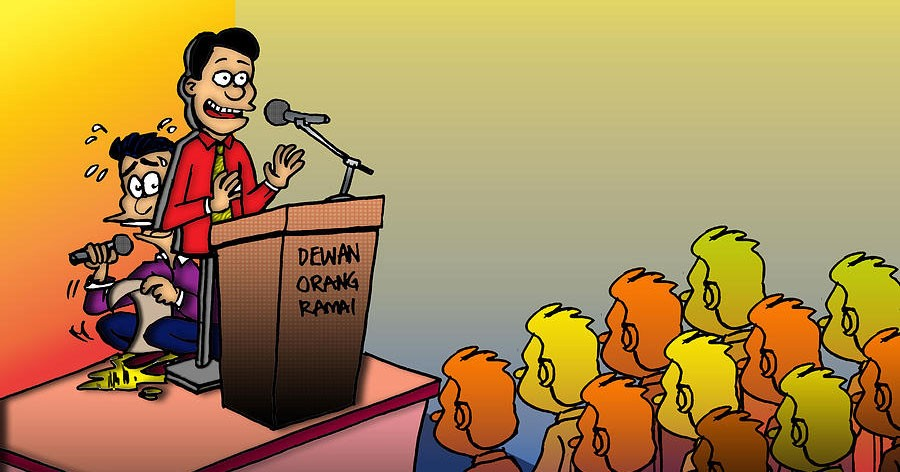 DEWAN
ORANG
RAMAI